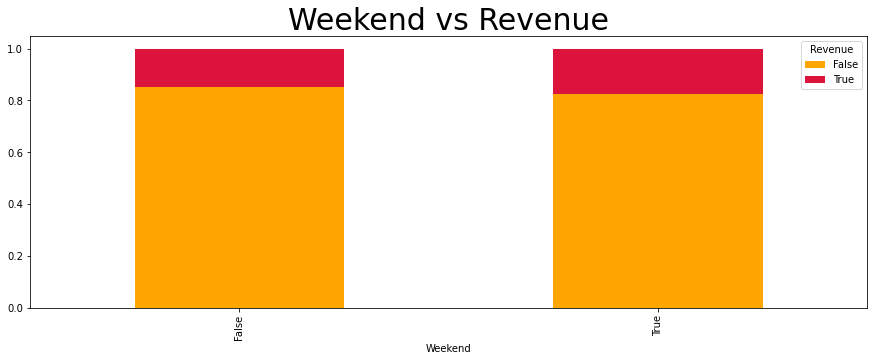 Weekend vs Revenue
1.0
0.8
0.6
0.4
0.2
0.0
Revenue
False
True
False
True
Weekend